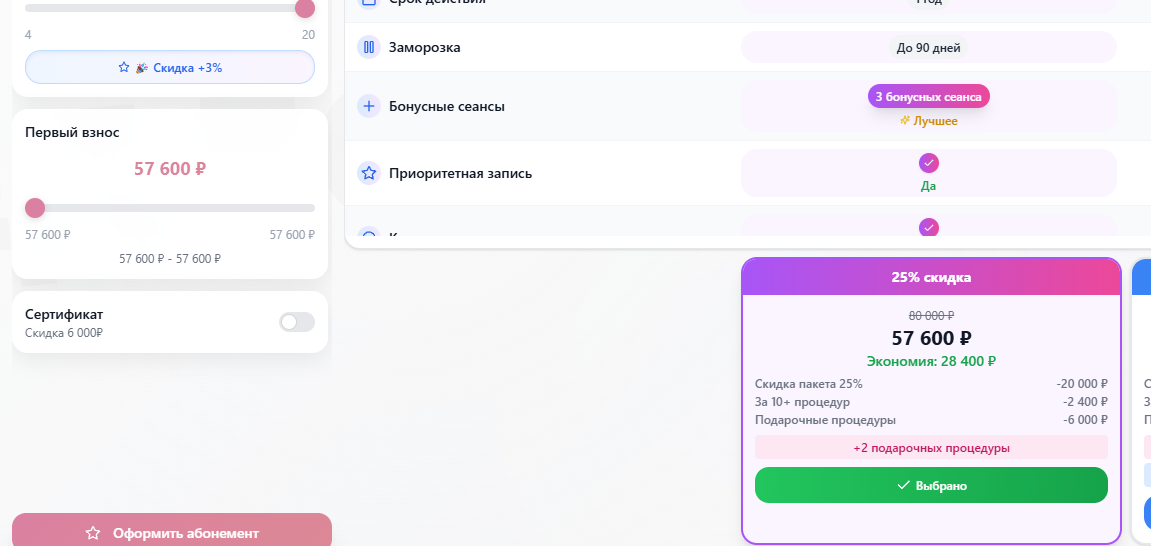 4 20
🎉 Скидка +3%
Первый взнос
57 600 ₽
57 600 ₽ 57 600 ₽
57 600 ₽ - 57 600 ₽
Сертификат
Скидка 6 000₽
Оформить абонемент
Срок действия
Заморозка До 90 дней
Бонусные сеансы 3 бонусных сеанса
Лучшее
Приоритетная запись
Да
25% скидка
80 000 ₽
57 600 ₽
Экономия: 28 400 ₽
Скидка пакета 25% -20 000 ₽
За 10+ процедур -2 400 ₽
Подарочные процедуры -6 000 ₽
+2 подарочных процедуры
Выбрано